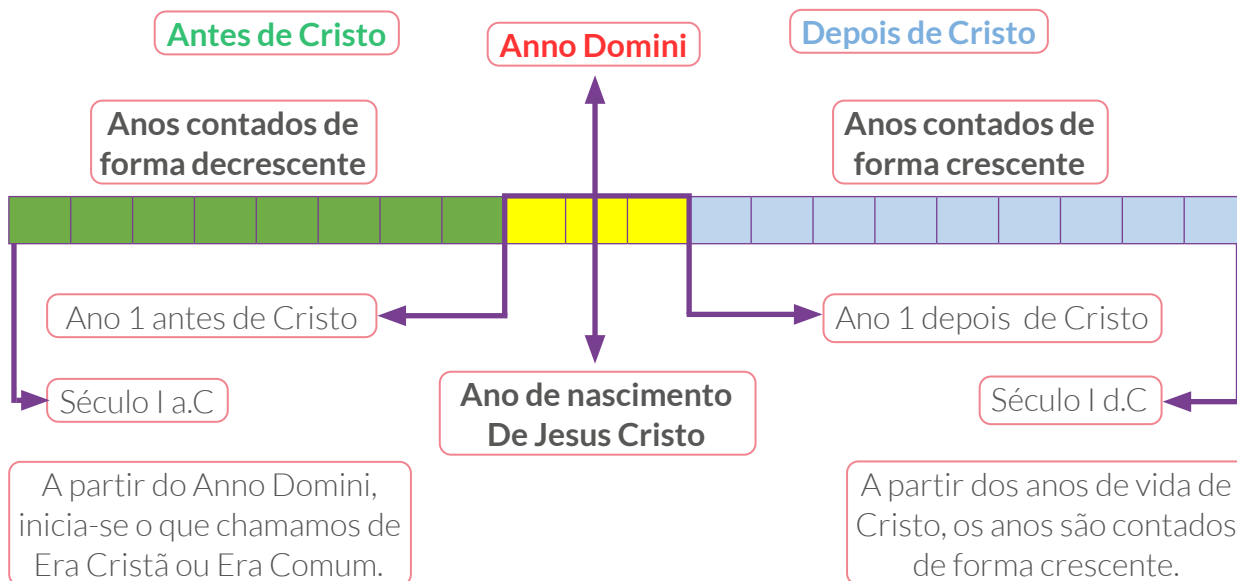 Antes de Cristo
Anno Domini
Depois de Cristo
Anos contados de
forma decrescente
Anos contados de
forma crescente
Ano 1 antes de Cristo
Ano 1 depois  de Cristo
Século I a.C
Ano de nascimento
De Jesus Cristo
Século I d.C
A partir do Anno Domini,
inicia-se o que chamamos de
Era Cristã ou Era Comum.
A partir dos anos de vida de
Cristo, os anos são contados
de forma crescente.